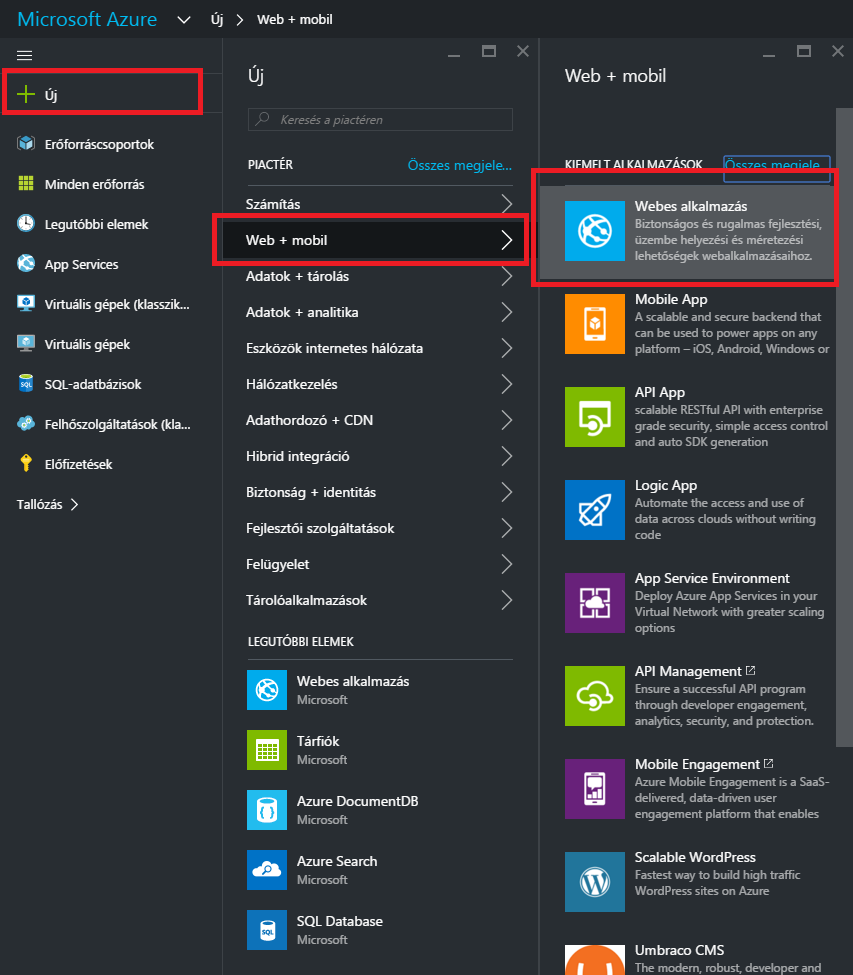 Microsoft Azure
Új
Web + mobil
Új
Erőforráscsoportok
Minden erőforrás
Legutóbbi elemek
App Services
Virtuális gépek (klasszik...
Virtuális gépek
SQL-adatbázisok
Felhőszolgáltatások (kla...
Előfizetések
Tallózás
Új
Keresés a piactéren
PIACTÉR
Összes megjele...
Számítás
Web + mobil
Adatok + tárolás
Adatok + analitika
Eszközök internetes hálózata
Hálózatkezelés
Adathordozó + CDN
Hibrid integráció
Biztonság + identitás
Fejlesztői szolgáltatások
Felügyelet
Tárolóalkalmazások
LEGUTÓBBI ELEMEK
Webes alkalmazás
Microsoft
Tárfiók
Microsoft
Azure DocumentDB
Microsoft
Azure Search
Microsoft
SQL Database
Microsoft
Web + mobil
KIEMELT ALKALMAZÁSOK
Összes megjele...
Webes alkalmazás
Biztonságos és rugalmas fejlesztési,
üzembe helyezési és méretezési
lehetőségek webalkalmazásaihoz.
Mobile App
A scalable and secure backend that
can be used to power apps on any
platform – iOS, Android, Windows or
API App
scalable RESTful API with enterprise
grade security, simple access control
and auto SDK generation
Logic App
Automate the access and use of
data across clouds without writing
code
App Service Environment
Deploy Azure App Services in your
Virtual Network with greater scaling
options
API Management
Ensure a successful API program
through developer engagement,
analytics, security, and protection.
Mobile Engagement
Azure Mobile Engagement is a SaaS-
delivered, data-driven user
engagement platform that enables
Scalable WordPress
Fastest way to build high traffic
WordPress sites on Azure
Umbraco CMS
The modern, robust, developer and